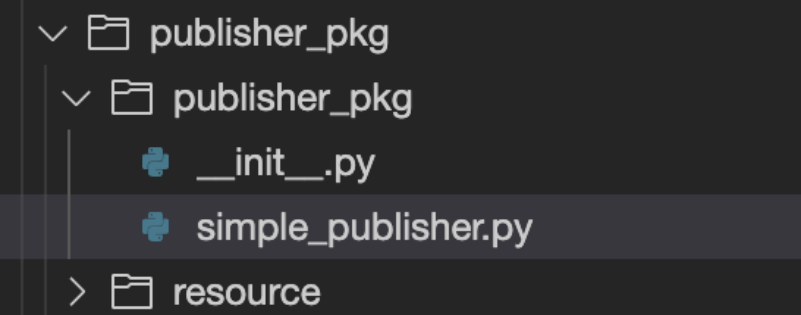 publisher_pkg
publisher_pkg
__init__.py
simple_publisher.py
resource